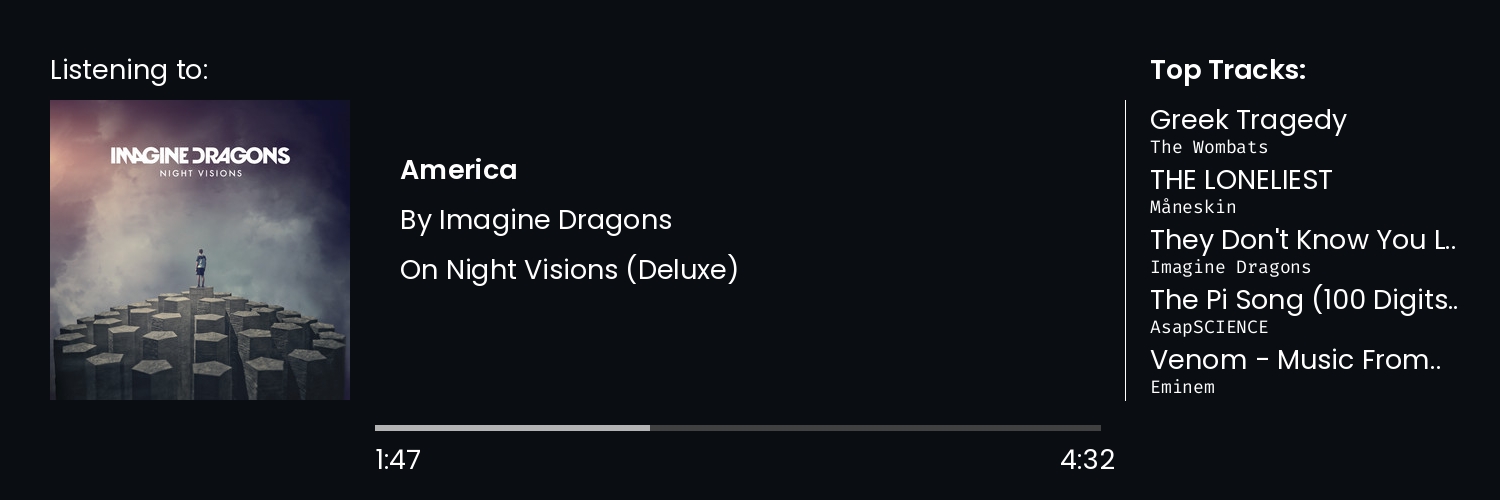 Listening to:
IMAGINE DRAGONS
NIGHT VISIONS
America
By Imagine Dragons
On Night Visions (Deluxe)
1:47
4:32
Top Tracks:
Greek Tragedy
The Wombats
THE LONELIEST
Måneskin
They Don't Know You L..
Imagine Dragons
The Pi Song (100 Digits..
AsapSCIENCE
Venom - Music From..
Eminem